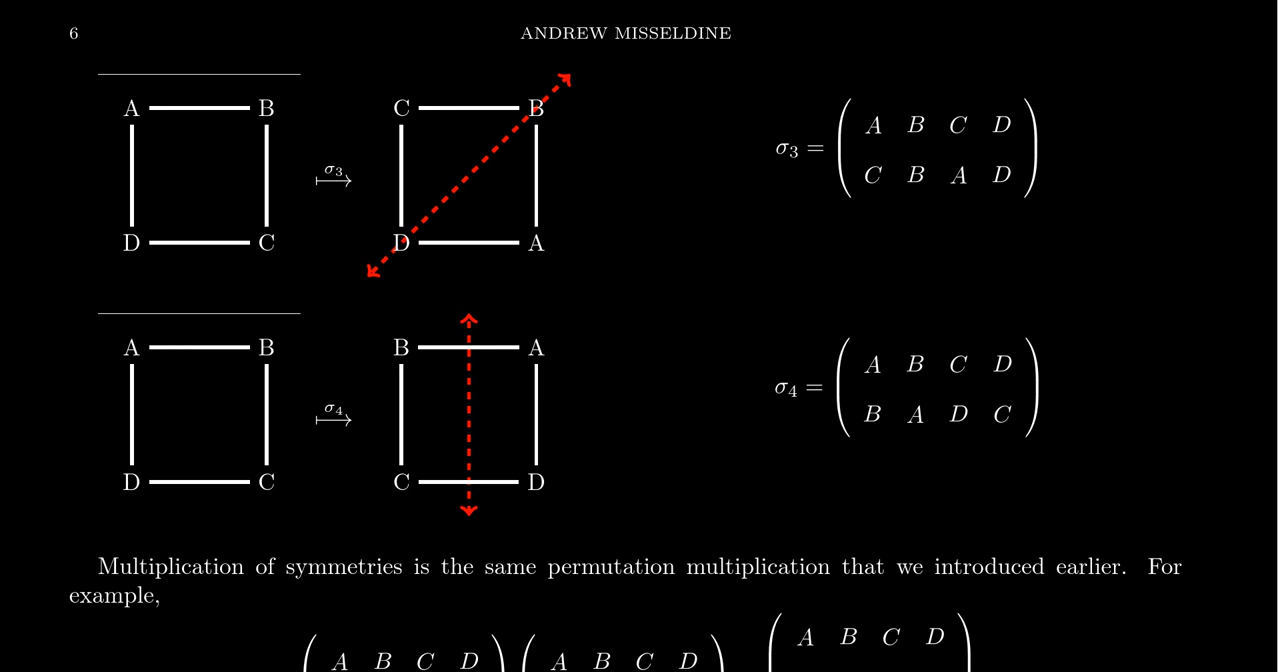 6 ANDREW MISSELDINE
A B C B
σ3
D C D A
σ3 =
A B C D
C B A D
A B B A
σ4
D C C D
σ4 =
A B C D
B A D C
Multiplication of symmetries is the same permutation multiplication that we introduced earlier. For
example,
A B C D A B C D A B C D